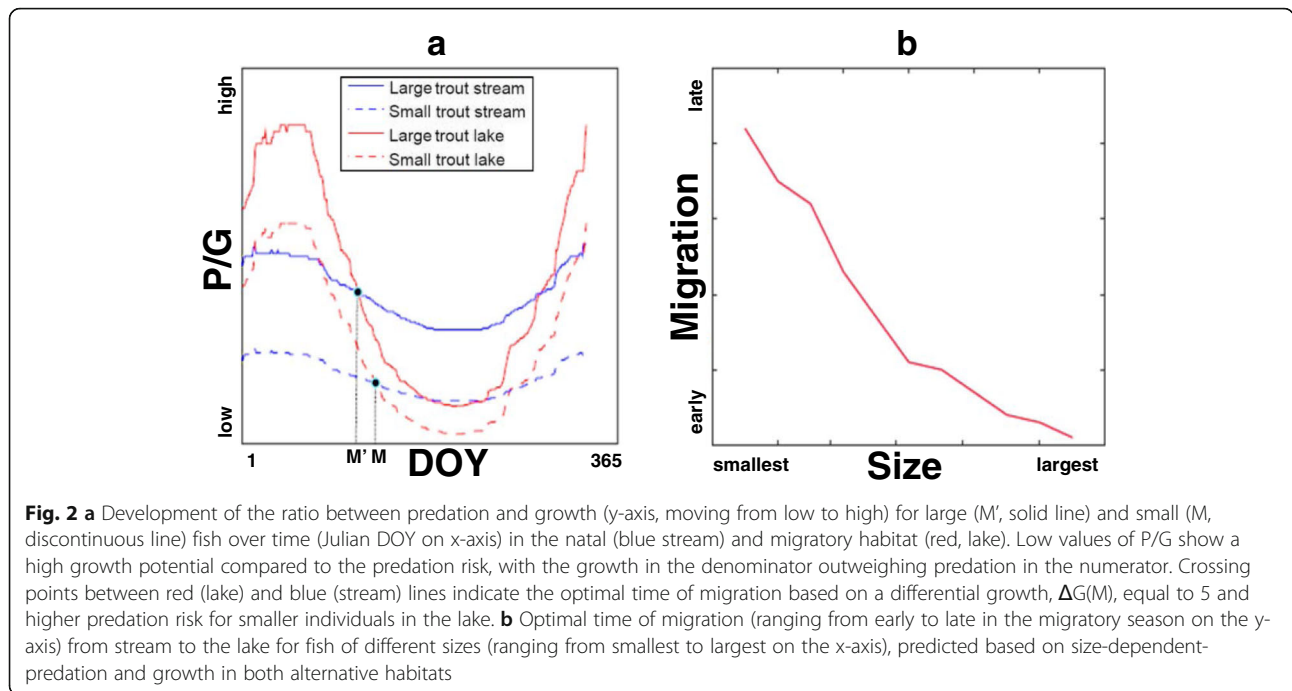 a
b
high
P/G
low
Large trout stream
Small trout stream
Large trout lake
Small trout lake
1
M' M
DOY
365
late
Migration
early
smallest
Size
largest
Fig. 2 a Development of the ratio between predation and growth (y-axis, moving from low to high) for large (M’, solid line) and small (M,
discontinuous line) fish over time (Julian DOY on x-axis) in the natal (blue stream) and migratory habitat (red, lake). Low values of P/G show a
high growth potential compared to the predation risk, with the growth in the denominator outweighing predation in the numerator. Crossing
points between red (lake) and blue (stream) lines indicate the optimal time of migration based on a differential growth, ΔG(M), equal to 5 and
higher predation risk for smaller individuals in the lake. b Optimal time of migration (ranging from early to late in the migratory season on the y-
axis) from stream to the lake for fish of different sizes (ranging from smallest to largest on the x-axis), predicted based on size-dependent-
predation and growth in both alternative habitats